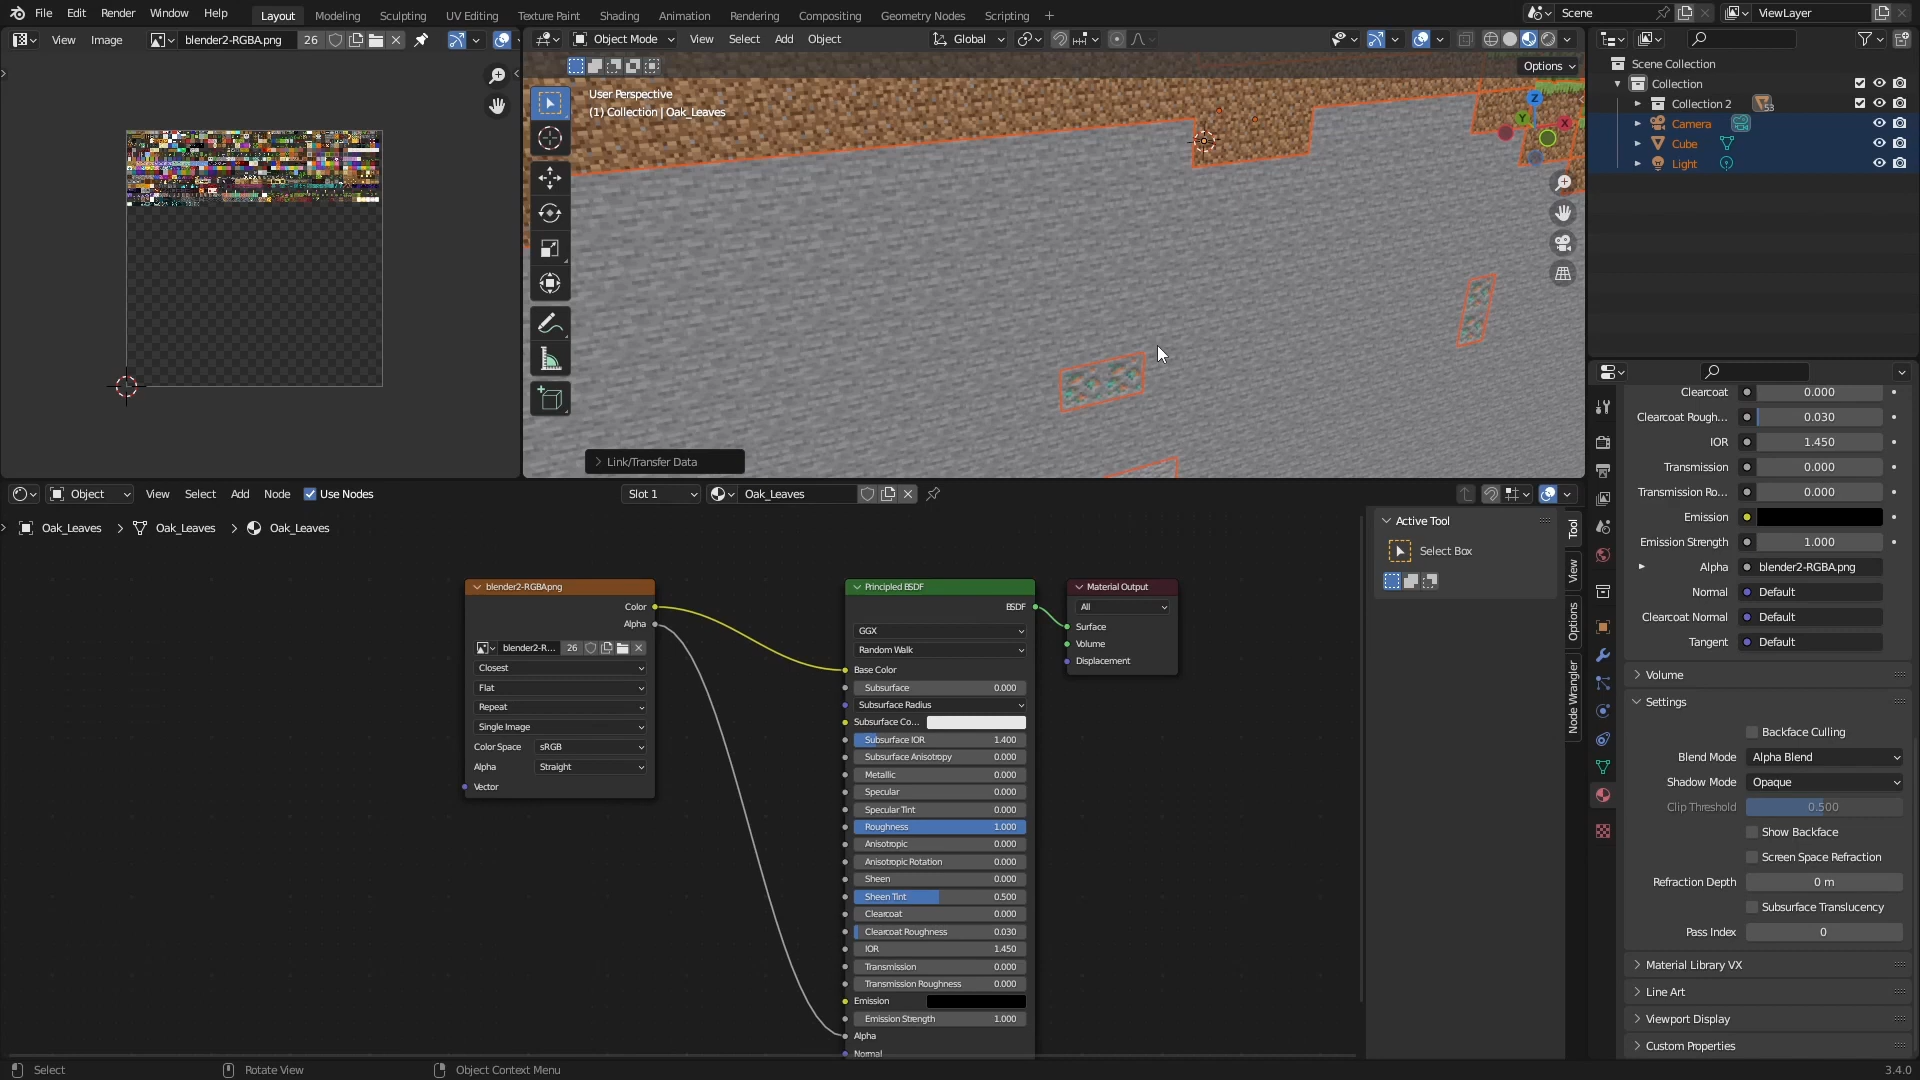 File Edit Render Window Help
Layout Modeling Sculpting UV Editing Texture Paint Shading Animation Rendering Compositing Geometry Nodes Scripting +
Scene
ViewLayer
View Image
blender2-RGBA.png 26
Object Mode View Select Add Object
Global
Options
User Perspective
(1) Collection | Oak_Leaves
Z
Y
X
Link/Transfer Data
Scene Collection
Collection
Collection 2
53
Camera
Cube
Light
Object View Select Add Node Use Nodes
Slot 1
Oak_Leaves
Oak_Leaves > Oak_Leaves > Oak_Leaves
blender2-RGBA.png
Color
Alpha
blender2-R... 26
Closest
Flat
Repeat
Single Image
Color Space sRGB
Alpha Straight
Vector
Principled BSDF
BSDF
GGX
Random Walk
Base Color
Subsurface 0.000
Subsurface Radius
Subsurface Co...
Subsurface IOR 1.400
Subsurface Anisotropy 0.000
Metallic 0.000
Specular 0.000
Specular Tint 0.000
Roughness 1.000
Anisotropic 0.000
Anisotropic Rotation 0.000
Sheen 0.000
Sheen Tint 0.500
Clearcoat 0.000
Clearcoat Roughness 0.030
IOR 1.450
Transmission 0.000
Transmission Roughness 0.000
Emission
Emission Strength 1.000
Alpha
Normal
Material Output
All
Surface
Volume
Displacement
Active Tool
Select Box
Tool
View
Options
Node Wrangler
Clearcoat 0.000
Clearcoat Rough... 0.030
IOR 1.450
Transmission 0.000
Transmission Ro... 0.000
Emission
Emission Strength 1.000
Alpha blender2-RGBA.png
Normal Default
Clearcoat Normal Default
Tangent Default
Volume
Settings
Backface Culling
Blend Mode Alpha Blend
Shadow Mode Opaque
Clip Threshold 0.500
Show Backface
Screen Space Refraction
Refraction Depth 0 m
Subsurface Translucency
Pass Index 0
Material Library VX
Line Art
Viewport Display
Custom Properties
Select
Rotate View
Object Context Menu
3.4.0